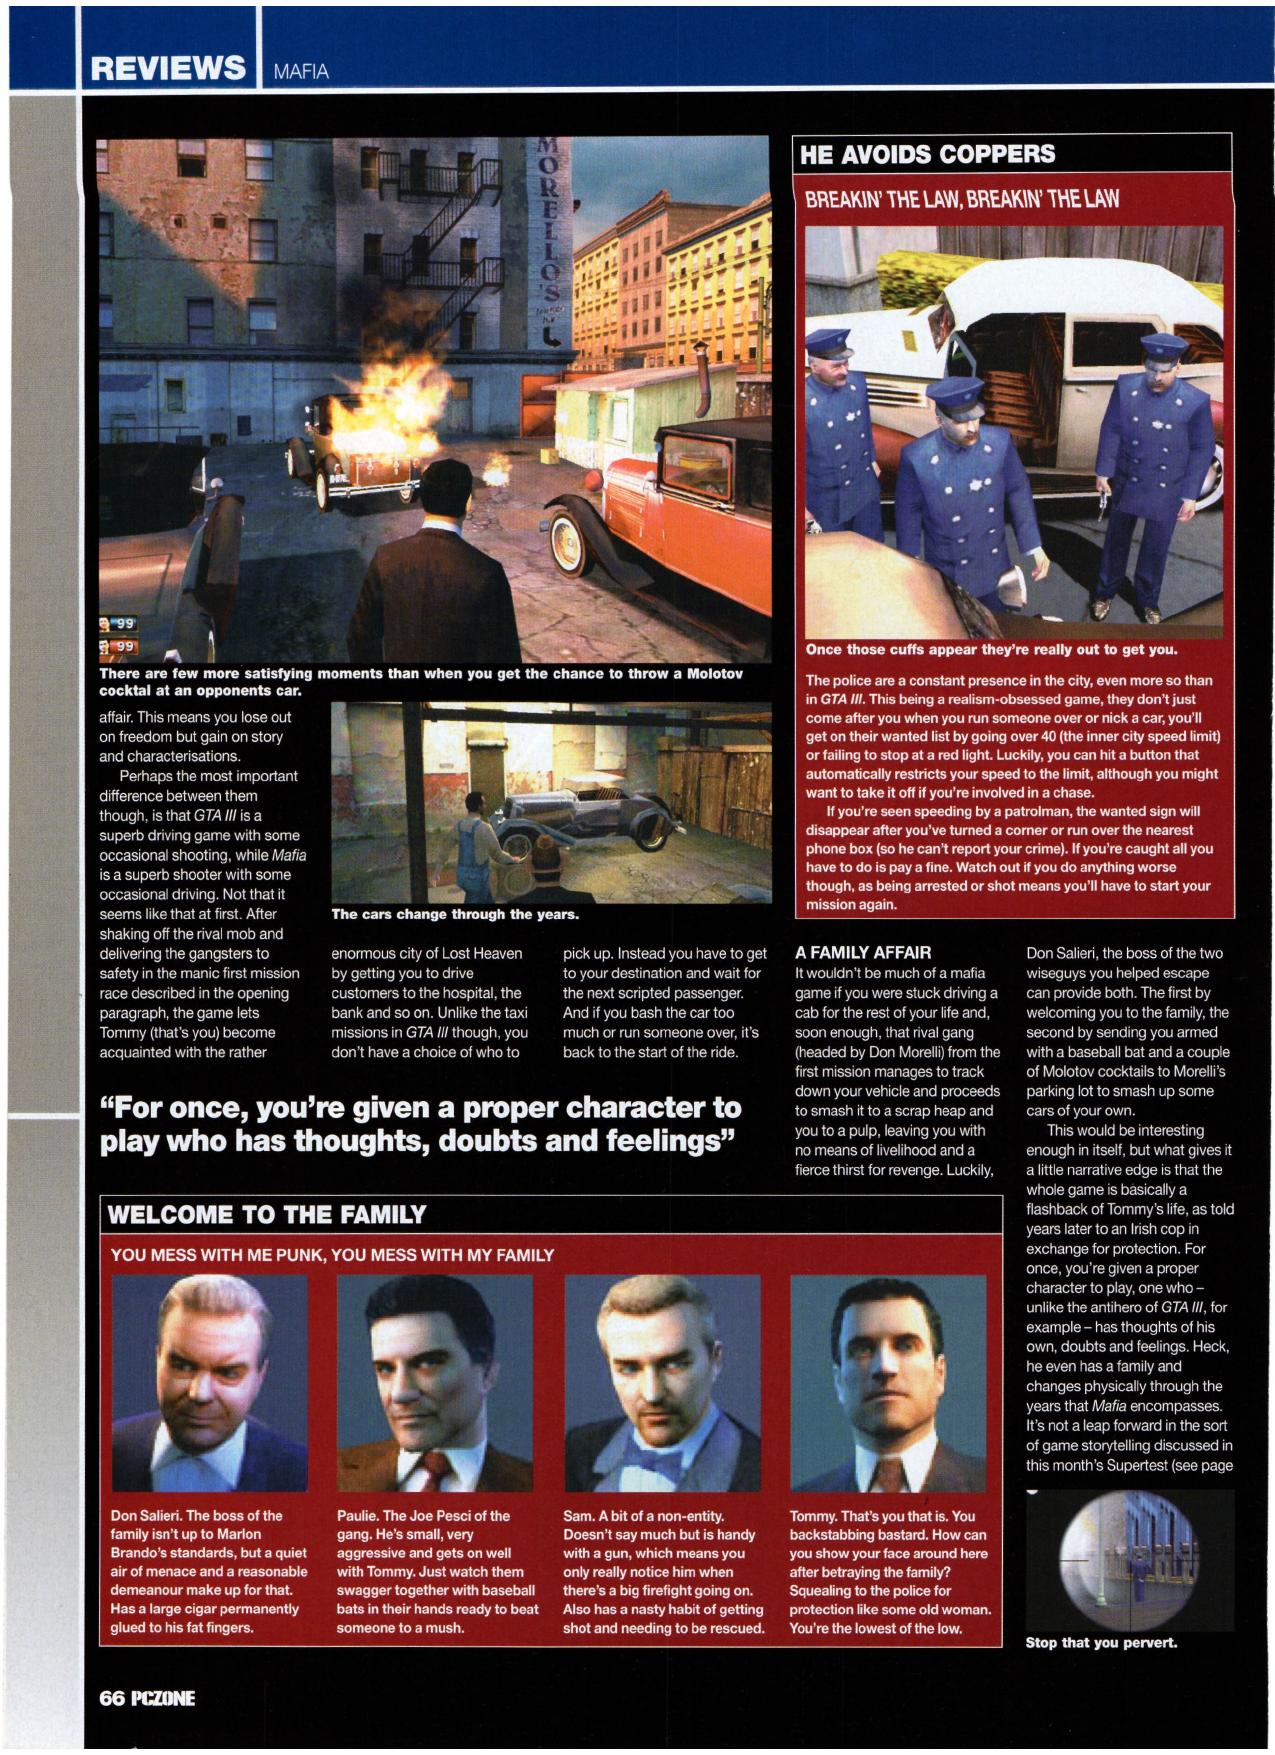 REVIEWS
MAFIA
MORELLO'S
99
99
There are few more satisfying moments than when you get the chance to throw a Molotov
cocktal at an opponents car.
affair. This means you lose out
on freedom but gain on story
and characterisations.
Perhaps the most important
difference between them
though, is that GTA III is a
superb driving game with some
occasional shooting, while Mafia
is a superb shooter with some
occasional driving. Not that it
seems like that at first. After
shaking off the rival mob and
delivering the gangsters to
safety in the manic first mission
race described in the opening
paragraph, the game lets
Tommy (that's you) become
acquainted with the rather
The cars change through the years.
enormous city of Lost Heaven
by getting you to drive
customers to the hospital, the
bank and so on. Unlike the taxi
missions in GTA III though, you
don't have a choice of who to
pick up. Instead you have to get
to your destination and wait for
the next scripted passenger.
And if you bash the car too
much or run someone over, it's
back to the start of the ride.
"For once, you're given a proper character to
play who has thoughts, doubts and feelings"
HE AVOIDS COPPERS
BREAKIN' THE LAW, BREAKIN' THE LAW
Once those cuffs appear they're really out to get you.
The police are a constant presence in the city, even more so than
in GTA III. This being a realism-obsessed game, they don't just
come after you when you run someone over or nick a car, you'll
get on their wanted list by going over 40 (the inner city speed limit)
or failing to stop at a red light. Luckily, you can hit a button that
automatically restricts your speed to the limit, although you might
want to take it off if you're involved in a chase.
If you're seen speeding by a patrolman, the wanted sign will
disappear after you've turned a corner or run over the nearest
phone box (so he can't report your crime). If you're caught all you
have to do is pay a fine. Watch out if you do anything worse
though, as being arrested or shot means you'll have to start your
mission again.
A FAMILY AFFAIR
It wouldn't be much of a mafia
game if you were stuck driving a
cab for the rest of your life and,
soon enough, that rival gang
(headed by Don Morelli) from the
first mission manages to track
down your vehicle and proceeds
to smash it to a scrap heap and
you to a pulp, leaving you with
no means of livelihood and a
fierce thirst for revenge. Luckily,
Don Salieri, the boss of the two
wiseguys you helped escape
can provide both. The first by
welcoming you to the family, the
second by sending you armed
with a baseball bat and a couple
of Molotov cocktails to Morelli's
parking lot to smash up some
cars of your own.
This would be interesting
enough in itself, but what gives it
a little narrative edge is that the
whole game is basically a
flashback of Tommy's life, as told
years later to an Irish cop in
exchange for protection. For
once, you're given a proper
character to play, one who –
unlike the antihero of GTA III, for
example – has thoughts of his
own, doubts and feelings. Heck,
he even has a family and
changes physically through the
years that Mafia encompasses.
It's not a leap forward in the sort
of game storytelling discussed in
this month's Supertest (see page
Stop that you pervert.
WELCOME TO THE FAMILY
YOU MESS WITH ME PUNK, YOU MESS WITH MY FAMILY
Don Salieri. The boss of the
family isn't up to Marlon
Brando's standards, but a quiet
air of menace and a reasonable
demeanour make up for that.
Has a large cigar permanently
glued to his fat fingers.
Paulie. The Joe Pesci of the
gang. He's small, very
aggressive and gets on well
with Tommy. Just watch them
swagger together with baseball
bats in their hands ready to beat
someone to a mush.
Sam. A bit of a non-entity.
Doesn't say much but is handy
with a gun, which means you
only really notice him when
there's a big firefight going on.
Also has a nasty habit of getting
shot and needing to be rescued.
Tommy. That's you that is. You
backstabbing bastard. How can
you show your face around here
after betraying the family?
Squealing to the police for
protection like some old woman.
You're the lowest of the low.
66 PCZONE